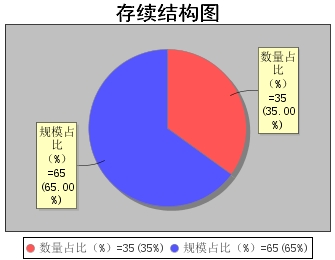 存续结构图
数量占
比
（%）
=35
(35.00
%)
规模占
比
（%）
=65
(65.00
%)
数量占比（%）=35(35%) 规模占比（%）=65(65%)